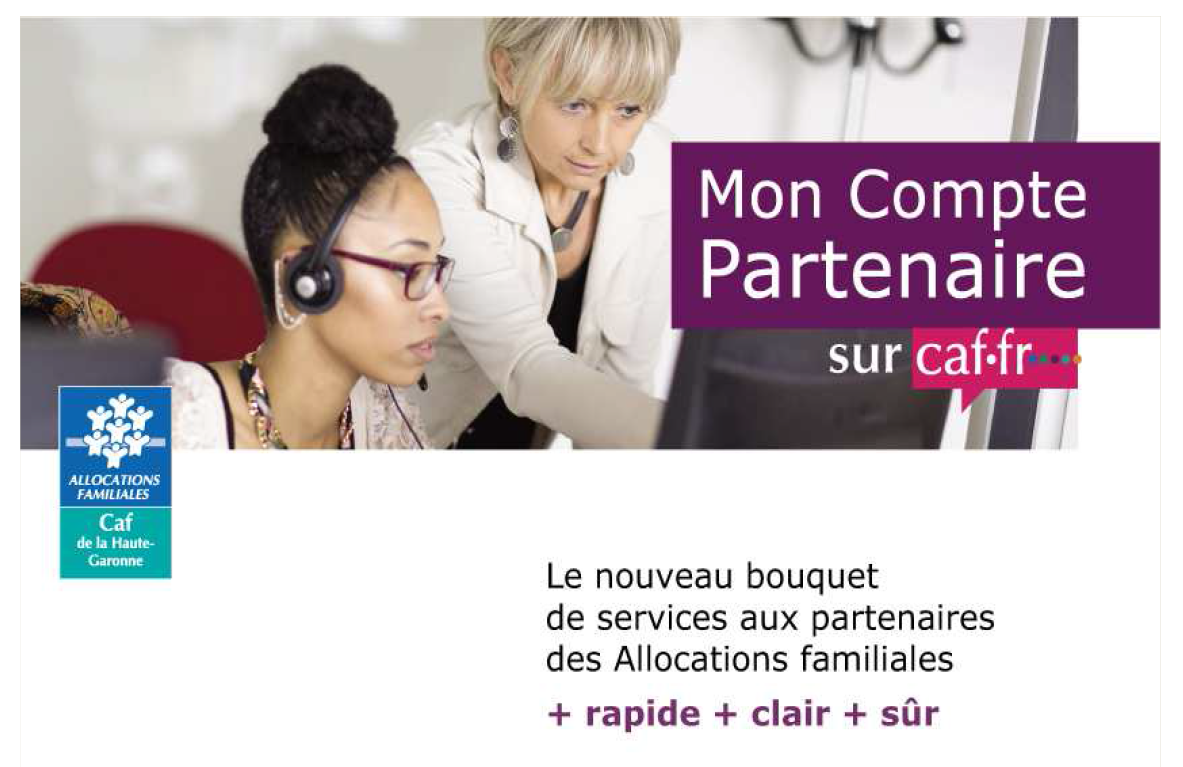 Mon Compte
Partenaire
sur caf.fr
ALLOCATIONS
FAMILIALES
Caf
de la Haute-
Garonne
Le nouveau bouquet
de services aux partenaires
des Allocations familiales
+ rapide + clair + sûr